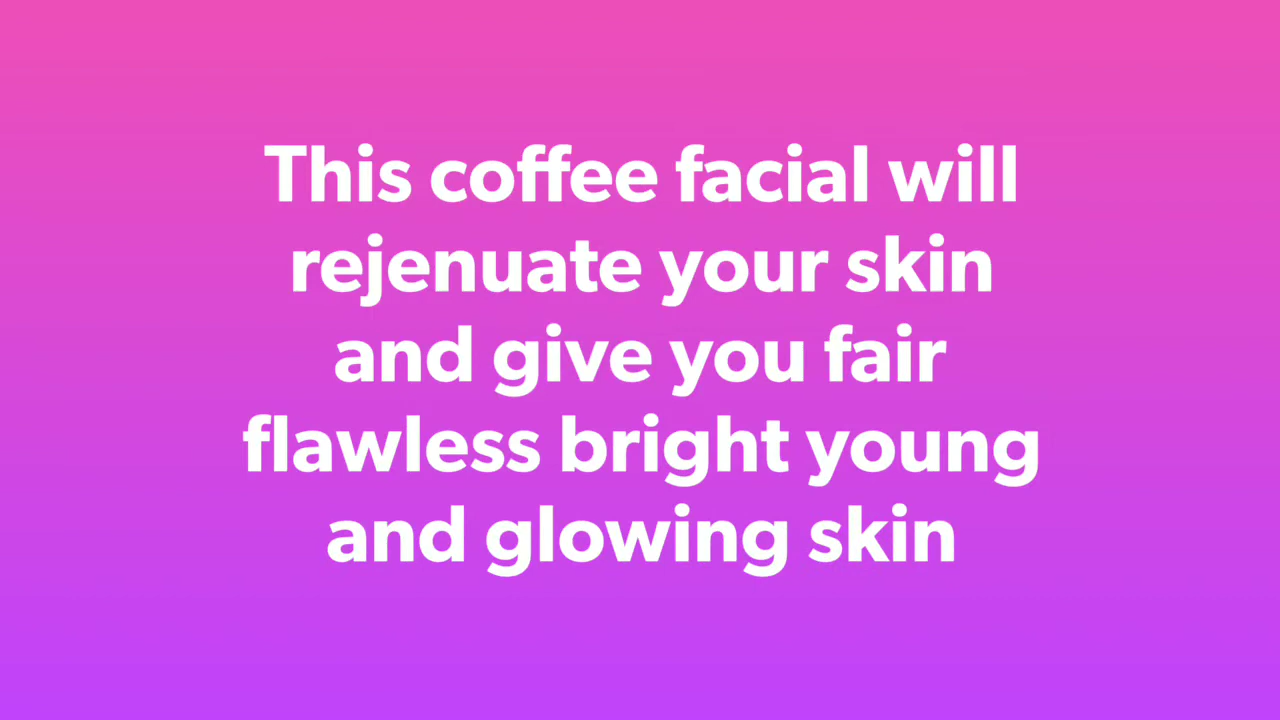 This coffee facial will
rejenuate your skin
and give you fair
flawless bright young
and glowing skin